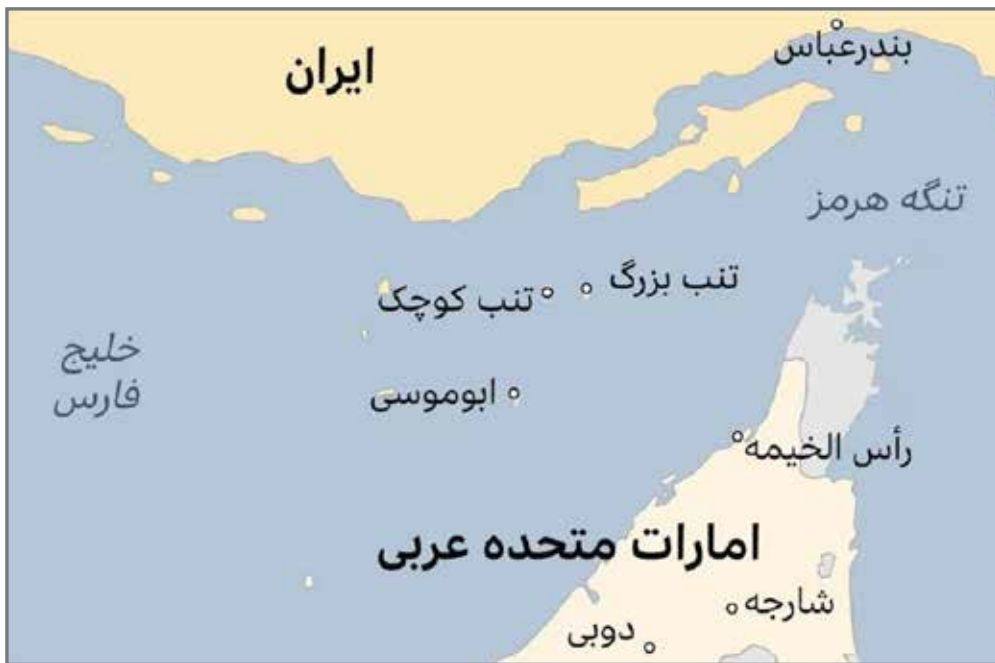 بندرعباس
ایران
تنگه هرمز
تنب بزرگ
تنب کوچک
خلیج
فارس
ابوموسی
رأس الخیمه
امارات متحده عربی
شارجه
دوبی